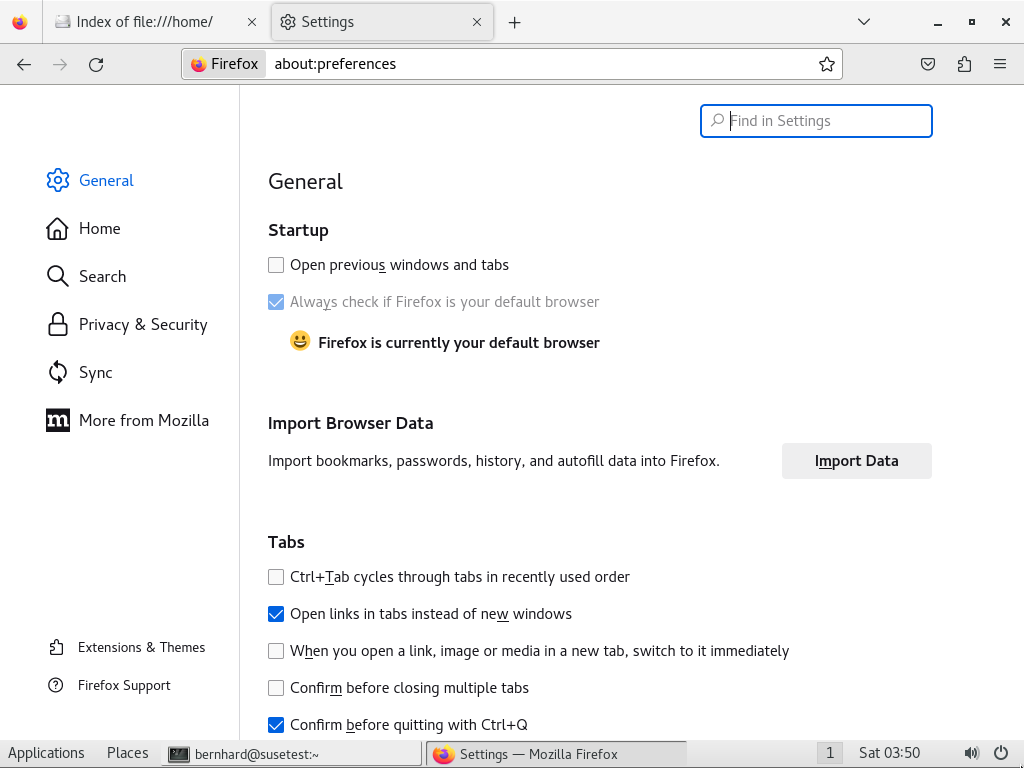 Index of file:///home/
Settings
Firefox
about:preferences
Find in Settings
General
Home
Search
Privacy & Security
Sync
More from Mozilla
Extensions & Themes
Firefox Support
General
Startup
Open previous windows and tabs
Always check if Firefox is your default browser
Firefox is currently your default browser
Import Browser Data
Import bookmarks, passwords, history, and autofill data into Firefox.
Import Data
Tabs
Ctrl+Tab cycles through tabs in recently used order
Open links in tabs instead of new windows
When you open a link, image or media in a new tab, switch to it immediately
Confirm before closing multiple tabs
Confirm before quitting with Ctrl+Q
Applications
Places
bernhard@susetest:~
Settings — Mozilla Firefox
1
Sat 03:50